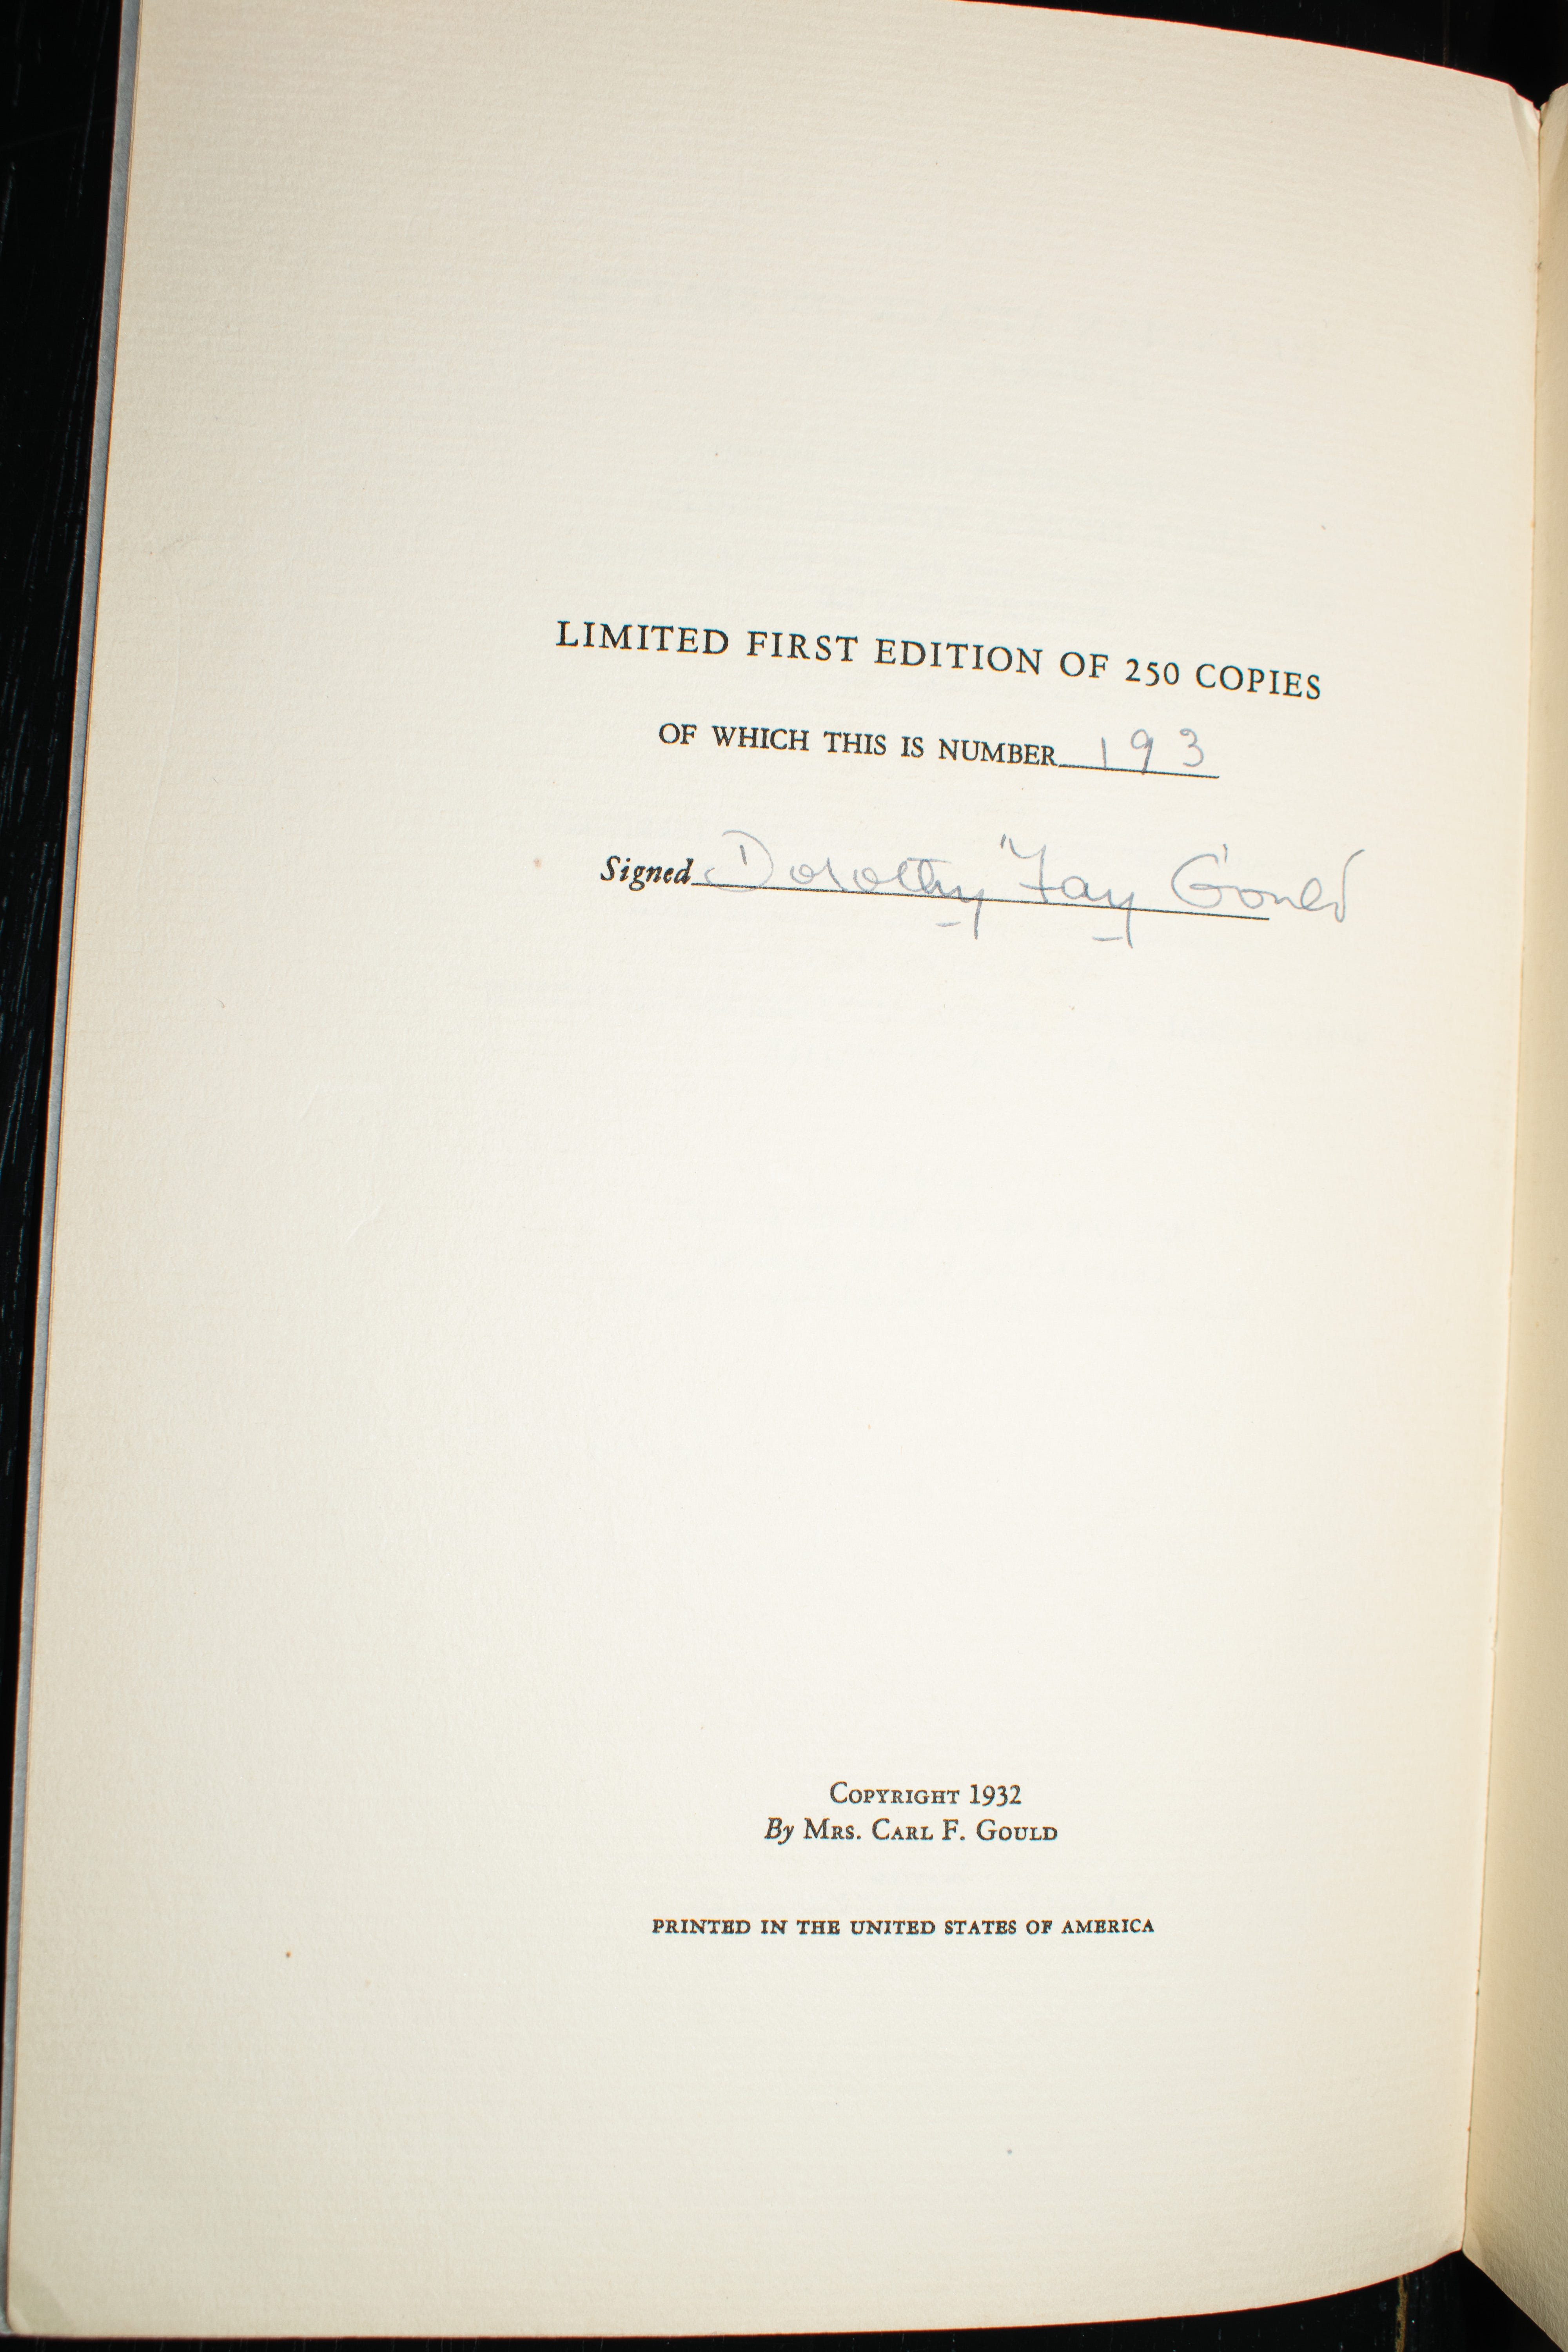 LIMITED FIRST EDITION OF 250 COPIES
OF WHICH THIS IS NUMBER 193
Signed Dorothy Fay Gould
COPYRIGHT 1932
By MRS. CARL F. GOULD
PRINTED IN THE UNITED STATES OF AMERICA